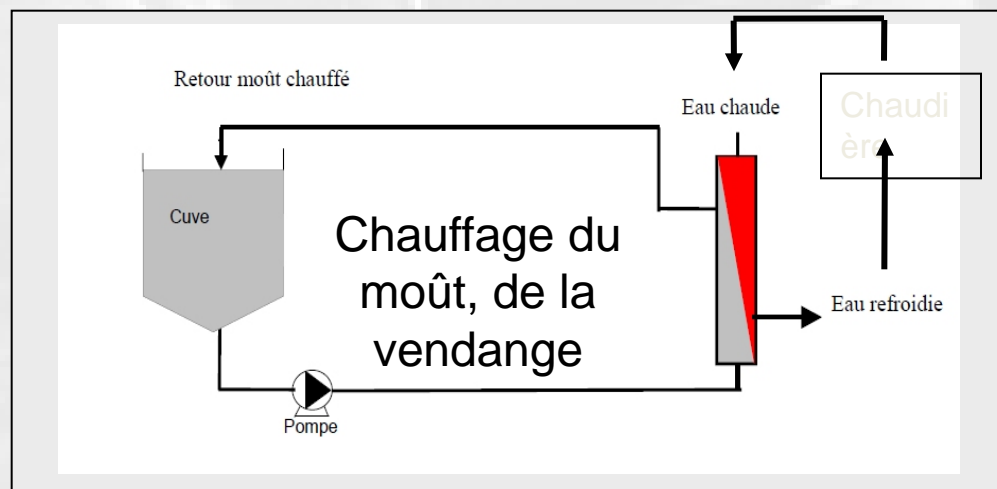 Retour moût chauffé
Eau chaude
Chaudi
ère
Cuve
Chauffage du
moût, de la
vendange
Eau refroidie
Pompe